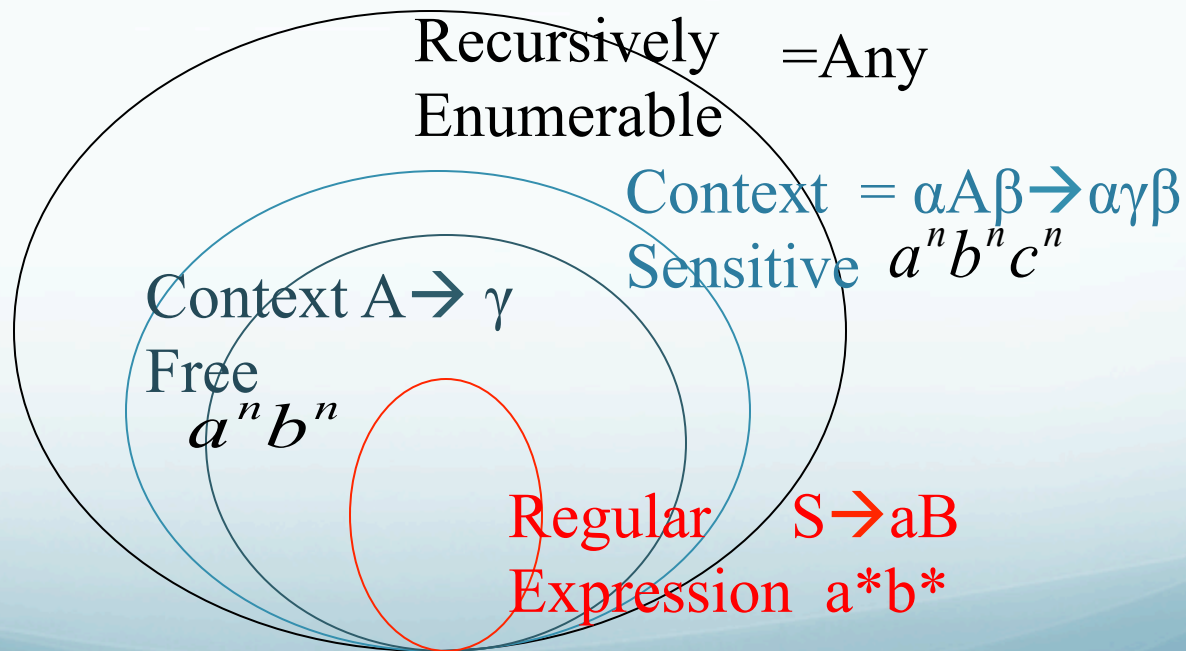 Recursively =Any
Enumerable
Context = αAβ→αγβ
Sensitive aⁿbⁿcⁿ
Context A→ γ
Free
aⁿbⁿ
Regular S→aB
Expression a*b*